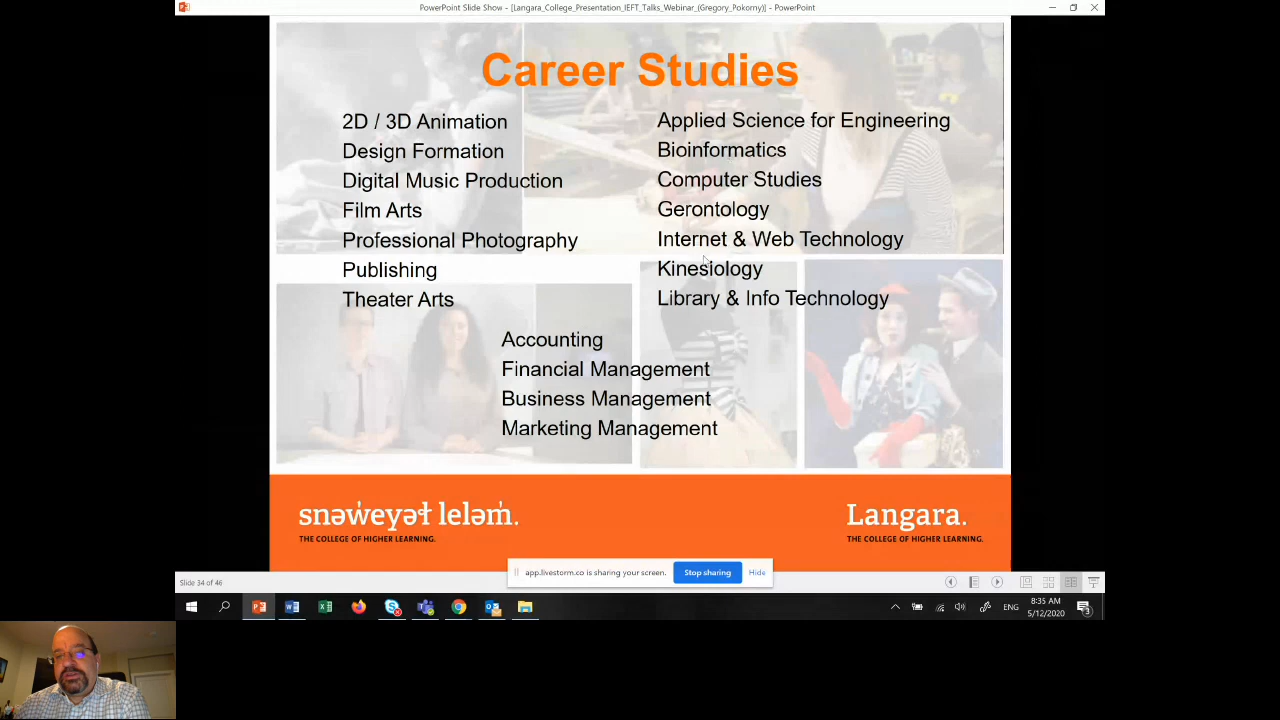 PowerPoint Slide Show - [Langara_College_Presentation_IEFT_Talks_Webinar_(Gregory_Pokorny)] - PowerPoint
Career Studies
2D / 3D Animation
Design Formation
Digital Music Production
Film Arts
Professional Photography
Publishing
Theater Arts
Applied Science for Engineering
Bioinformatics
Computer Studies
Gerontology
Internet & Web Technology
Kinesiology
Library & Info Technology
Accounting
Financial Management
Business Management
Marketing Management
snəw̓eyəɬ leləm̓.
THE COLLEGE OF HIGHER LEARNING.
Langara.
THE COLLEGE OF HIGHER LEARNING.
app.livestorm.co is sharing your screen.
Stop sharing
Hide
Slide 34 of 46
ENG
8:35 AM
5/12/2020
3